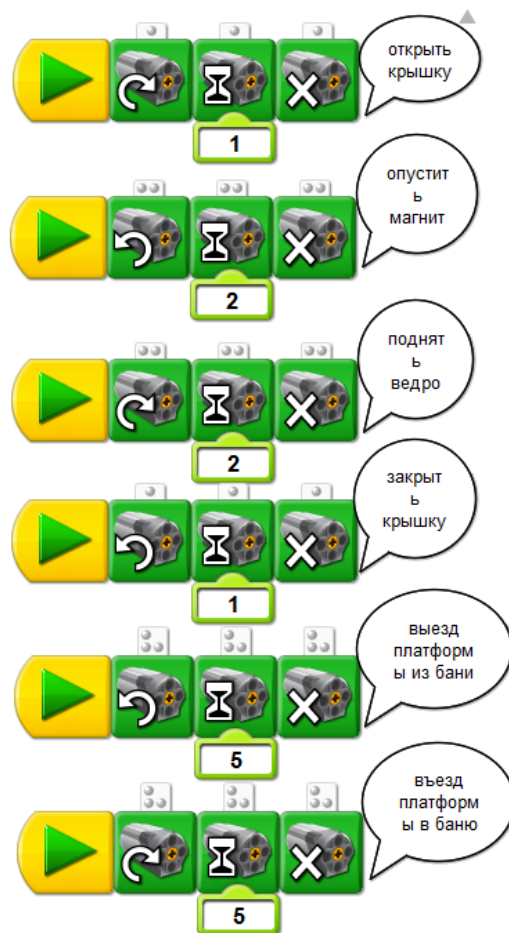 открыть
крышку
1
опустит
ь
магнит
2
поднят
ь
ведро
2
закрыт
ь
крышку
1
выезд
платформ
ы из бани
5
въезд
платформ
ы в баню
5